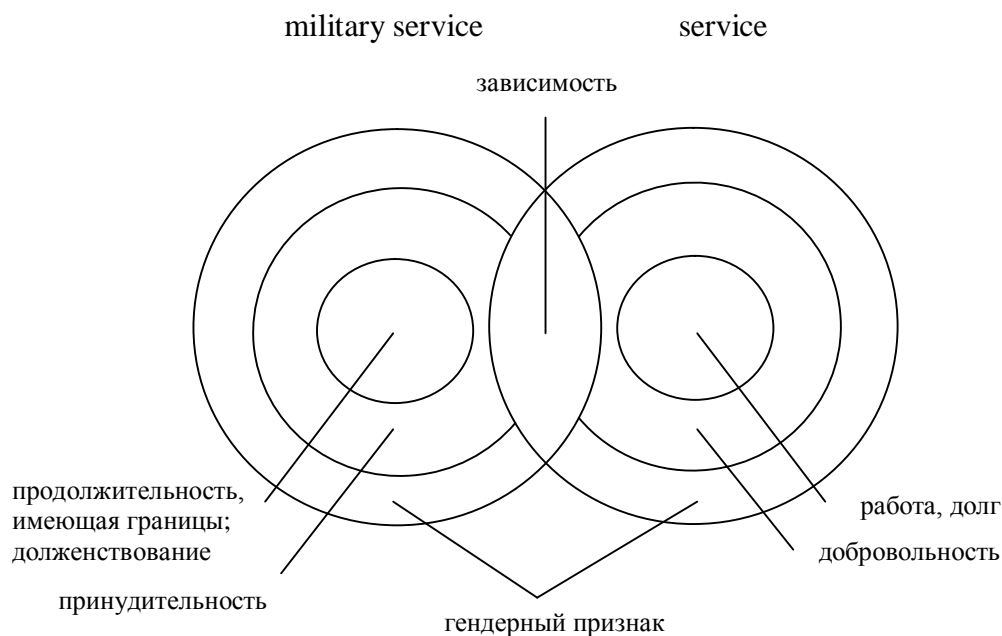 military service
service
зависимость
продолжительность,
имеющая границы;
долженствование
принудительность
работа, долг
добровольность
гендерный признак